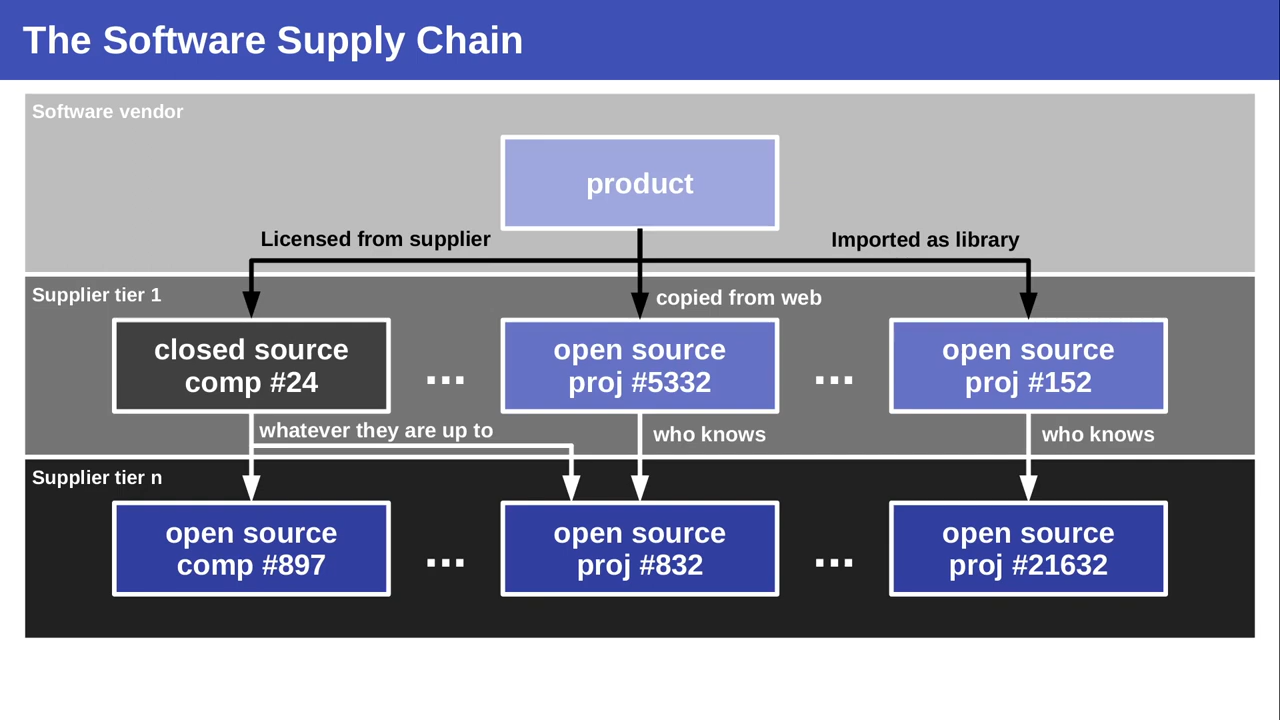 The Software Supply Chain
Software vendor
product
Licensed from supplier
Imported as library
Supplier tier 1
copied from web
closed source
comp #24
...
open source
proj #5332
...
open source
proj #152
whatever they are up to
who knows
who knows
Supplier tier n
open source
comp #897
...
open source
proj #832
...
open source
proj #21632